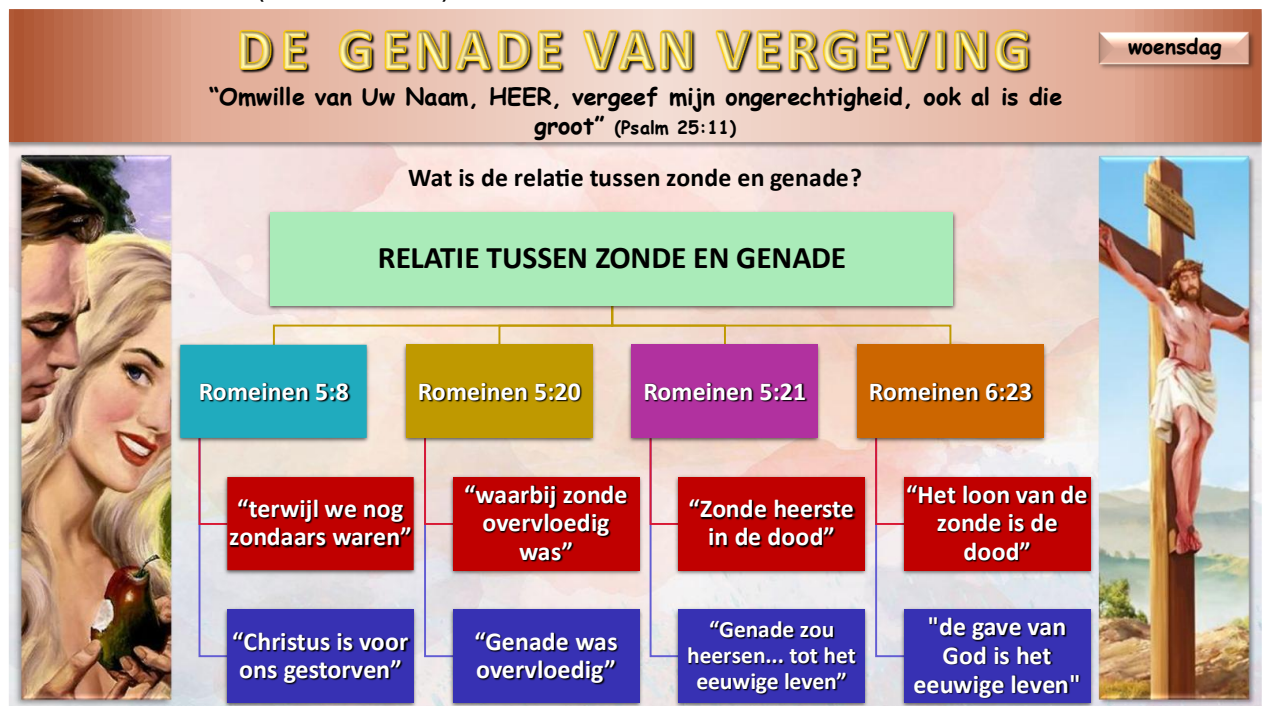 DE GENADE VAN VERGEVING
woensdag
“Omwille van Uw Naam, HEER, vergeef mijn ongerechtigheid, ook al is die
groot” (Psalm 25:11)
Wat is de relatie tussen zonde en genade?
RELATIE TUSSEN ZONDE EN GENADE
Romeinen 5:8
“terwijl we nog
zondaars waren”
“Christus is voor
ons gestorven”
Romeinen 5:20
“waarbij zonde
overvloedig
was”
“Genade was
overvloedig”
Romeinen 5:21
“Zonde heerste
in de dood”
“Genade zou
heersen... tot het
eeuwige leven”
Romeinen 6:23
“Het loon van de
zonde is de
dood”
"de gave van
God is het
eeuwige leven"